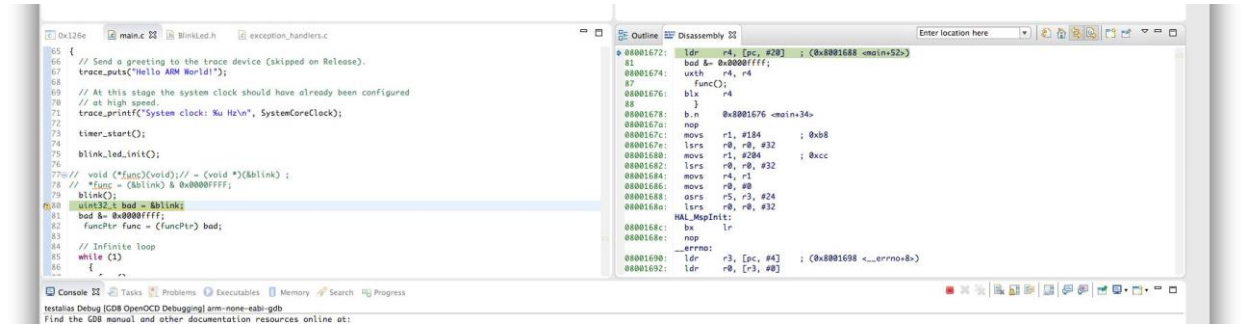 0x126e
main.c
BlinkLed.h
exception_handlers.c
65 {
66 // Send a greeting to the trace device (skipped on Release).
67 trace_puts("Hello ARM World!");
68
69 // At this stage the system clock should have already been configured
70 // at high speed.
71 trace_printf("System clock: %u Hz\n", SystemCoreClock);
72
73 timer_start();
74
75 blink_led_init();
76
77 // void (*func)(void);// = (void *)(&blink) ;
78 // *func = (&blink) & 0x0000FFFF;
79 blink();
80 uint32_t bad = &blink;
81 bad &= 0x0000ffff;
82 funcPtr func = (funcPtr) bad;
83
84 // Infinite loop
85 while (1)
86 {
Outline
Disassembly
Enter location here
08001672: ldr r4, [pc, #20] ; (0x8001688 <main+52>)
81 bad &= 0x0000ffff;
08001674: uxth r4, r4
87 func();
08001676: blx r4
88 }
08001678: b.n 0x8001676 <main+34>
0800167a: nop
0800167c: movs r1, #184 ; 0xb8
0800167e: lsrs r0, r0, #32
08001680: movs r1, #204 ; 0xcc
08001682: lsrs r0, r0, #32
08001684: movs r4, r1
08001686: movs r0, #0
08001688: asrs r5, r3, #24
0800168a: lsrs r0, r0, #32
HAL_MspInit:
0800168c: bx lr
0800168e: nop
__errno:
08001690: ldr r3, [pc, #4] ; (0x8001698 <__errno+8>)
08001692: ldr r0, [r3, #0]
Console Tasks Problems Executables Memory Search Progress
testalias Debug [GDB OpenOCD Debugging] arm-none-eabi-gdb
Find the GDB manual and other documentation resources online at: